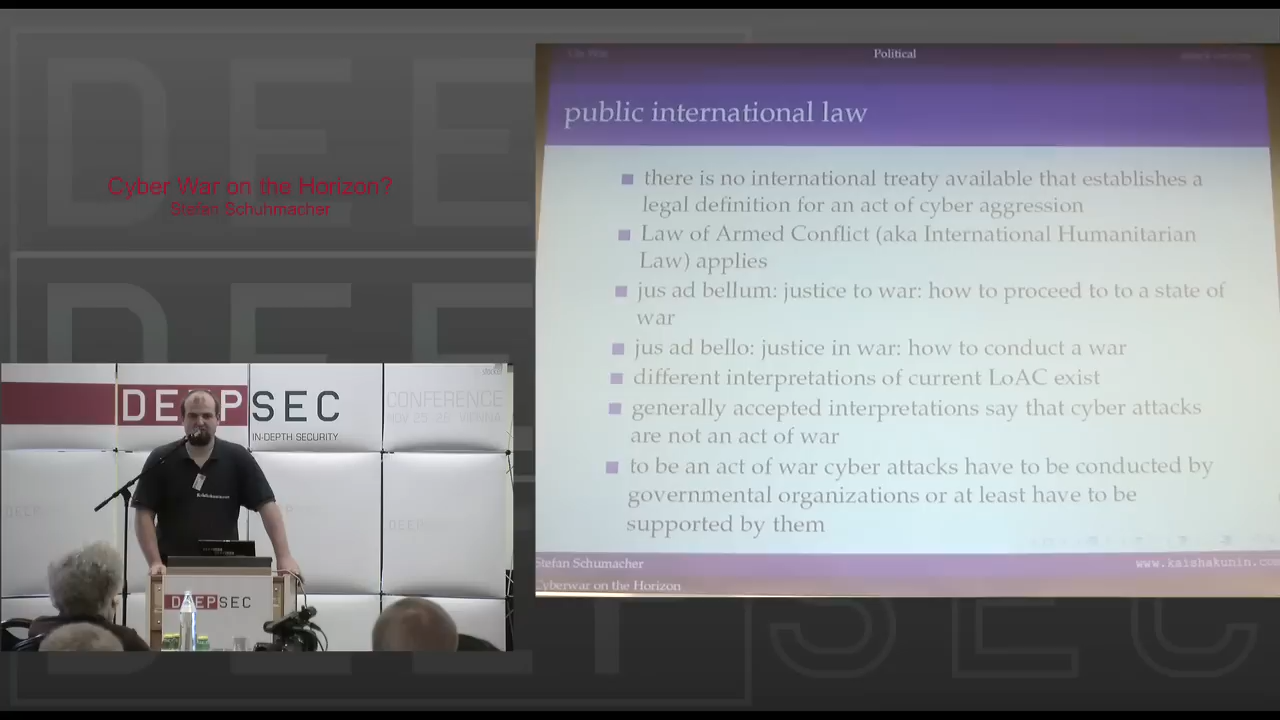 Cyber War on the Horizon?
Stefan Schuhmacher
DEEPSEC
IN-DEPTH SECURITY
CONFERENCE
DEEPSEC
Political
public international law
there is no international treaty available that establishes a
legal definition for an act of cyber aggression
Law of Armed Conflict (aka International Humanitarian
Law) applies
jus ad bellum: justice to war: how to proceed to to a state of
war
jus ad bello: justice in war: how to conduct a war
different interpretations of current LoAC exist
generally accepted interpretations say that cyber attacks
are not an act of war
to be an act of war cyber attacks have to be conducted by
governmental organizations or at least have to be
supported by them
Stefan Schumacher
www.kaishakunin.com
Cyberwar on the Horizon